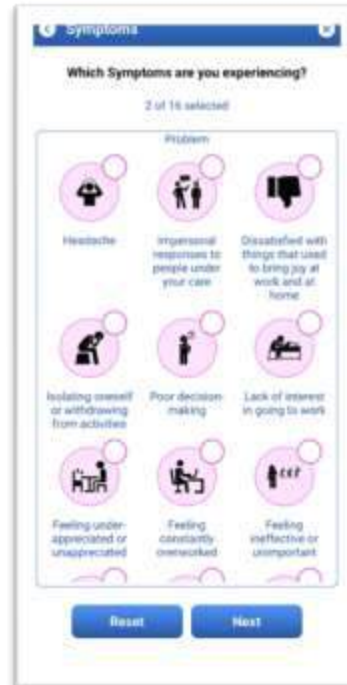 Symptoms
Which Symptoms are you experiencing?
2 of 16 selected
Problem
Headache
Impersonal
responses to
people under
your care
Dissatisfied with
things that used
to bring joy at
work and at
home
Isolating oneself
or withdrawing
from activities
Poor decision
making
Lack of interest
in going to work
Feeling under-
appreciated or
unappreciated
Feeling
constantly
overworked
Feeling
ineffective or
unimportant
Reset
Next